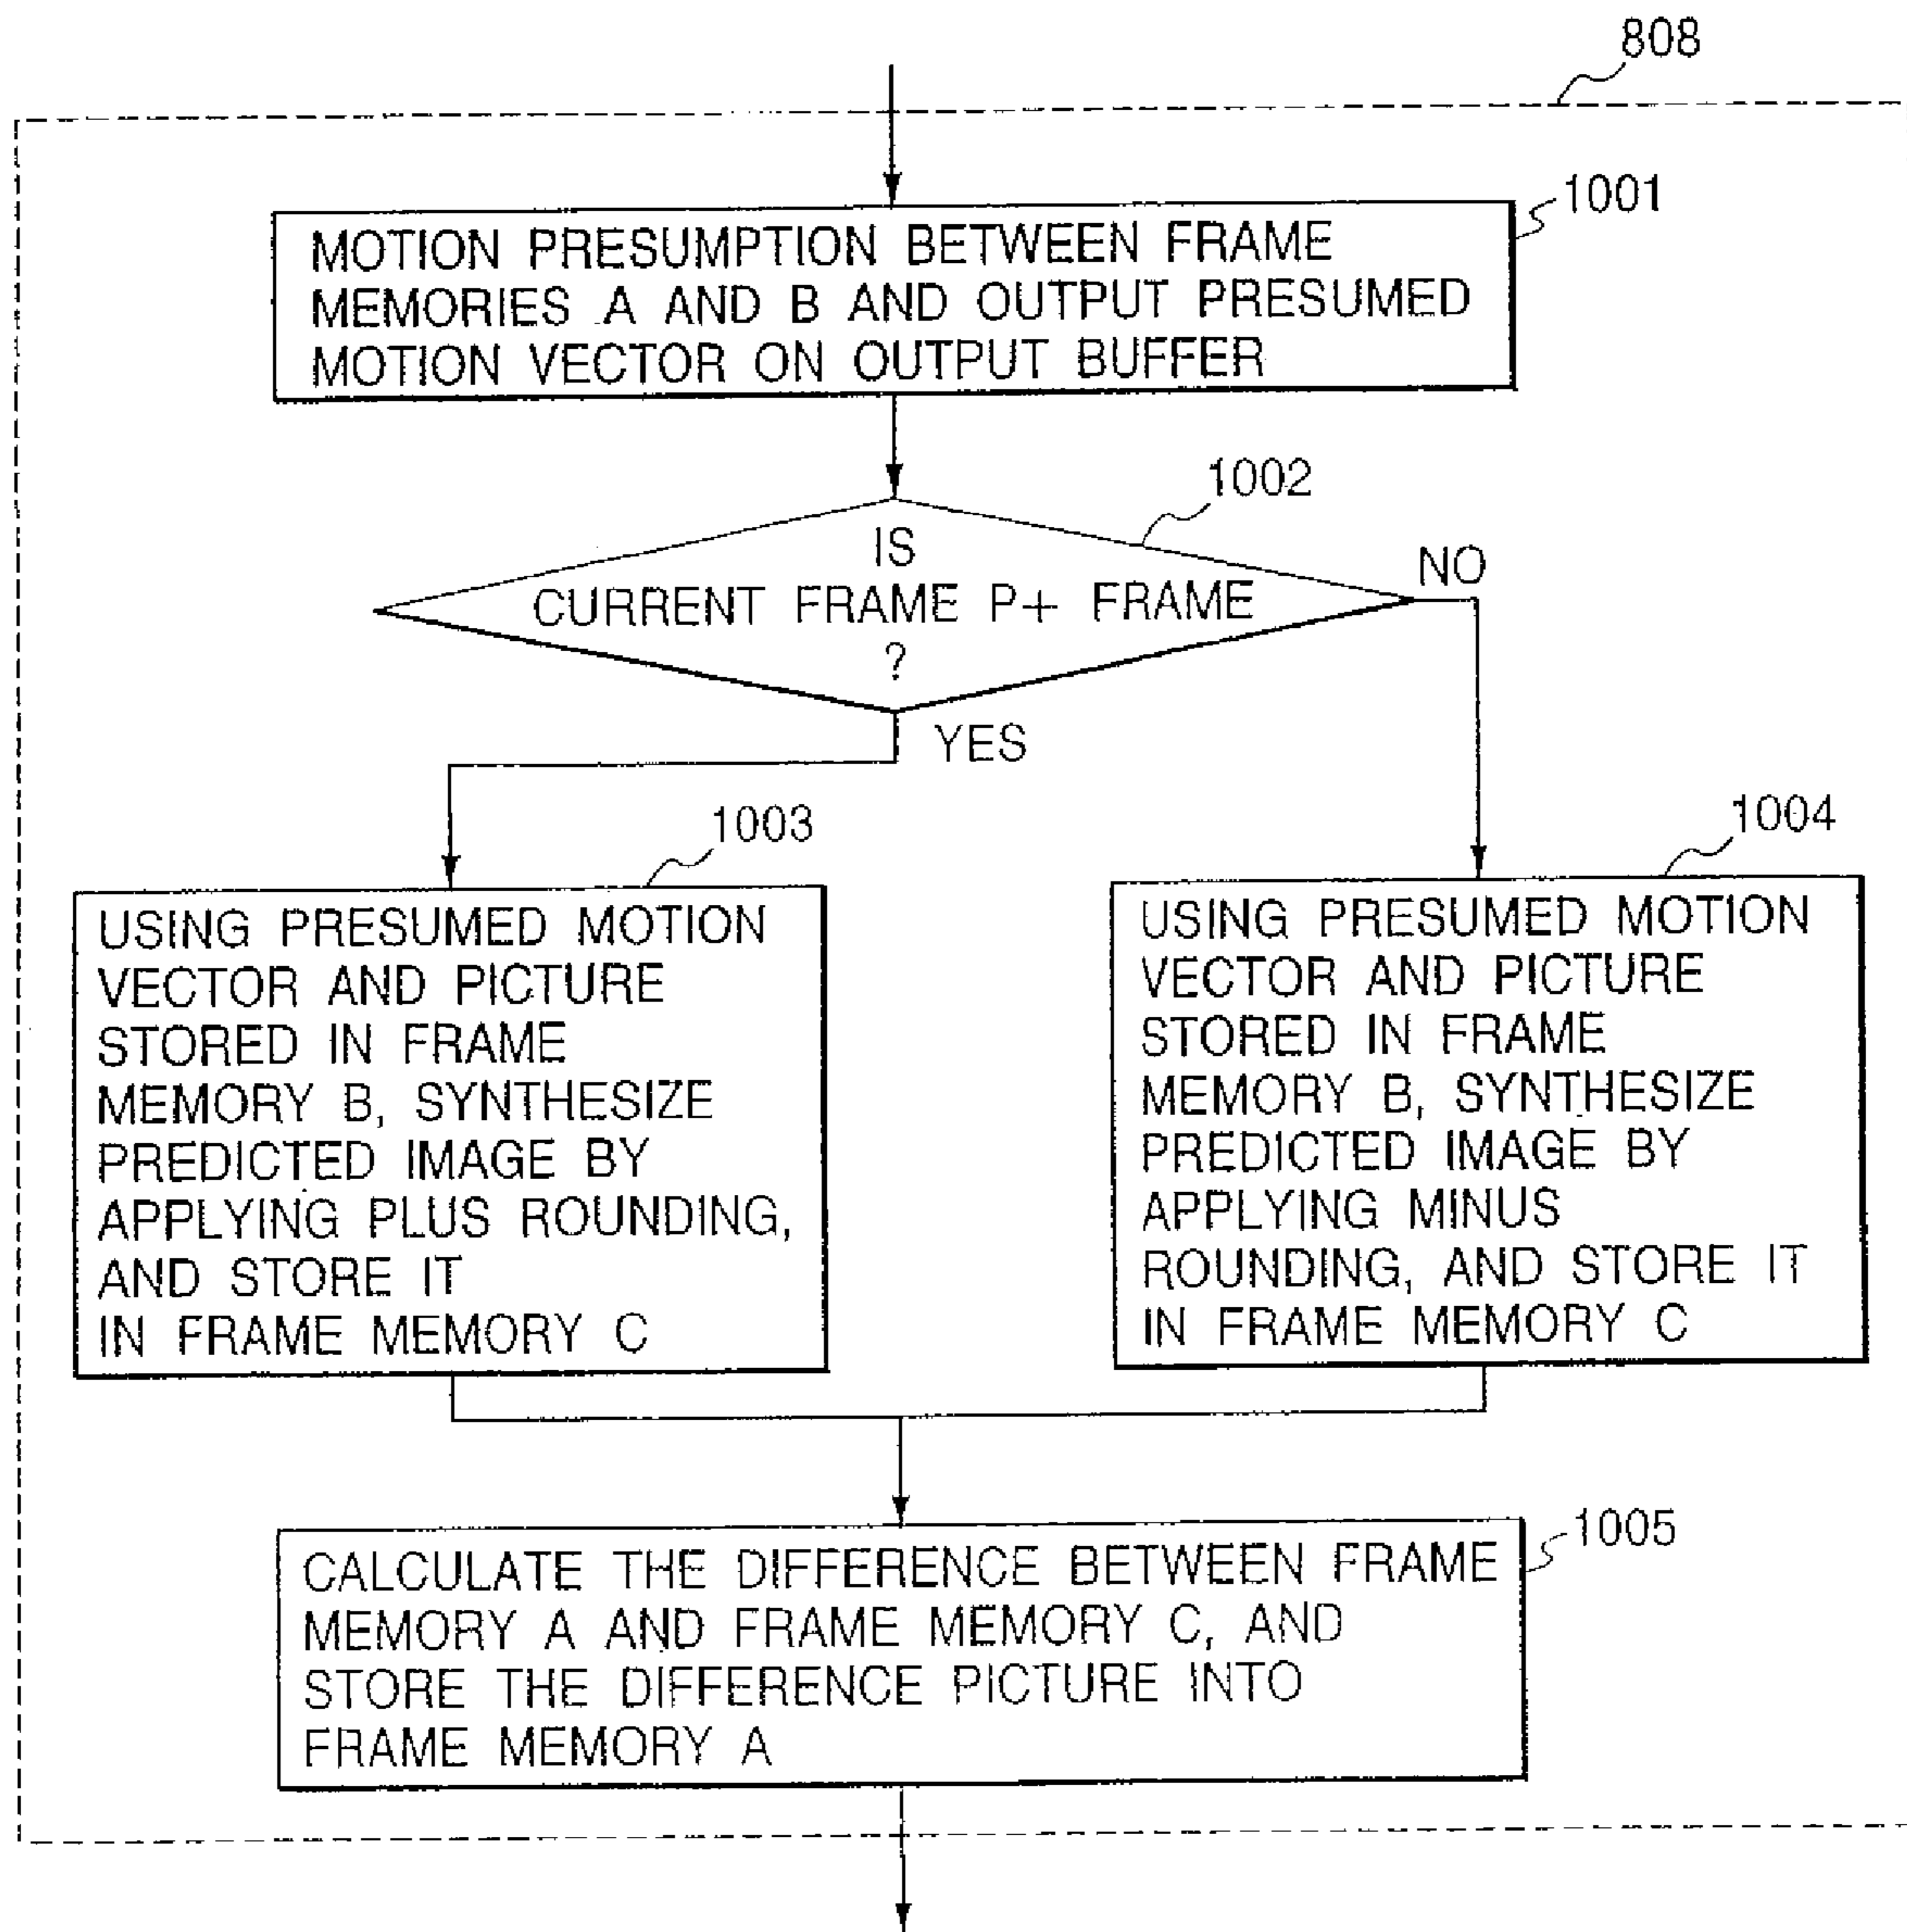 808
1001
MOTION PRESUMPTION BETWEEN FRAME
MEMORIES A AND B AND OUTPUT PRESUMED
MOTION VECTOR ON OUTPUT BUFFER
1002
IS
CURRENT FRAME P+ FRAME
?
NO
YES
1003
USING PRESUMED MOTION
VECTOR AND PICTURE
STORED IN FRAME
MEMORY B, SYNTHESIZE
PREDICTED IMAGE BY
APPLYING PLUS ROUNDING,
AND STORE IT
IN FRAME MEMORY C
1004
USING PRESUMED MOTION
VECTOR AND PICTURE
STORED IN FRAME
MEMORY B, SYNTHESIZE
PREDICTED IMAGE BY
APPLYING MINUS
ROUNDING, AND STORE IT
IN FRAME MEMORY C
1005
CALCULATE THE DIFFERENCE BETWEEN FRAME
MEMORY A AND FRAME MEMORY C, AND
STORE THE DIFFERENCE PICTURE INTO
FRAME MEMORY A